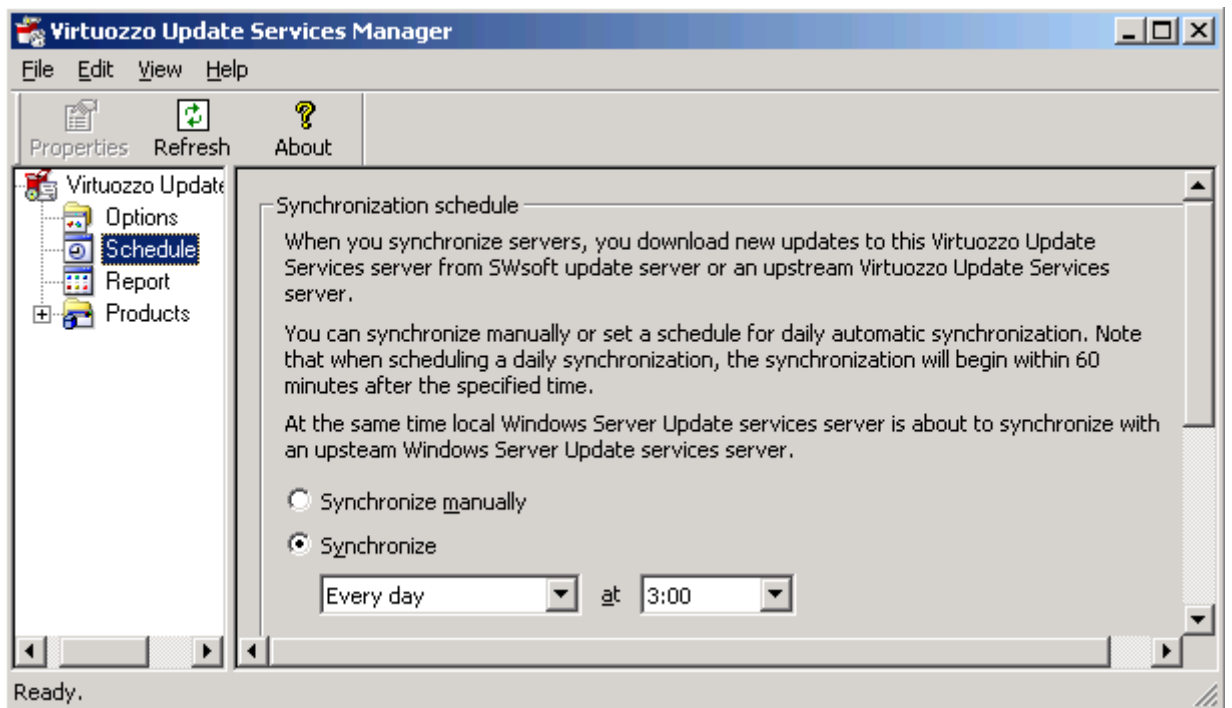 Virtuozzo Update Services Manager
File Edit View Help
Properties Refresh About
Virtuozzo Update
Options
Schedule
Report
Products
Synchronization schedule
When you synchronize servers, you download new updates to this Virtuozzo Update
Services server from SWsoft update server or an upstream Virtuozzo Update Services
server.
You can synchronize manually or set a schedule for daily automatic synchronization. Note
that when scheduling a daily synchronization, the synchronization will begin within 60
minutes after the specified time.
At the same time local Windows Server Update services server is about to synchronize with
an upsteam Windows Server Update services server.
Synchronize manually
Synchronize
Every day at 3:00
Ready.